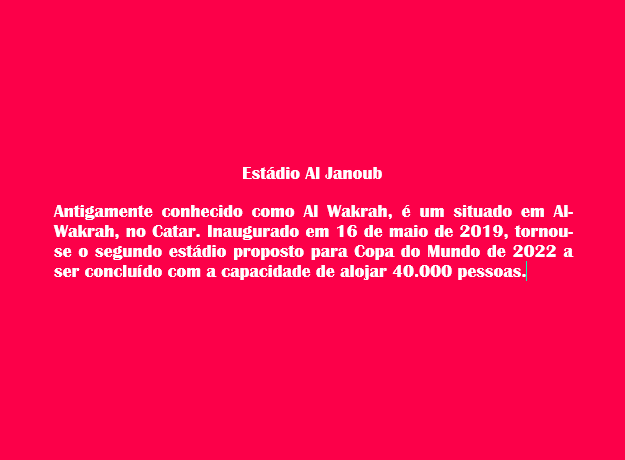 Estádio Al Janoub
Antigamente conhecido como Al Wakrah, é um situado em Al-
Wakrah, no Catar. Inaugurado em 16 de maio de 2019, tornou-
se o segundo estádio proposto para Copa do Mundo de 2022 a
ser concluído com a capacidade de alojar 40.000 pessoas.